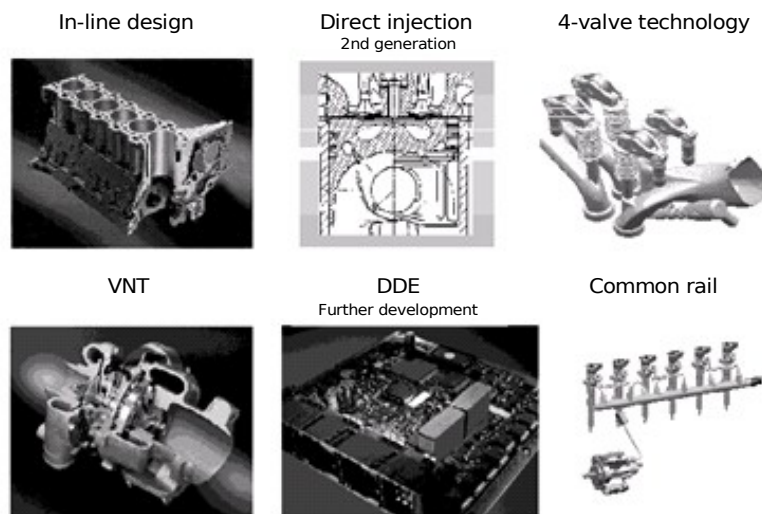 In-line design
Direct injection
2nd generation
4-valve technology
VNT
DDE
Further development
Common rail